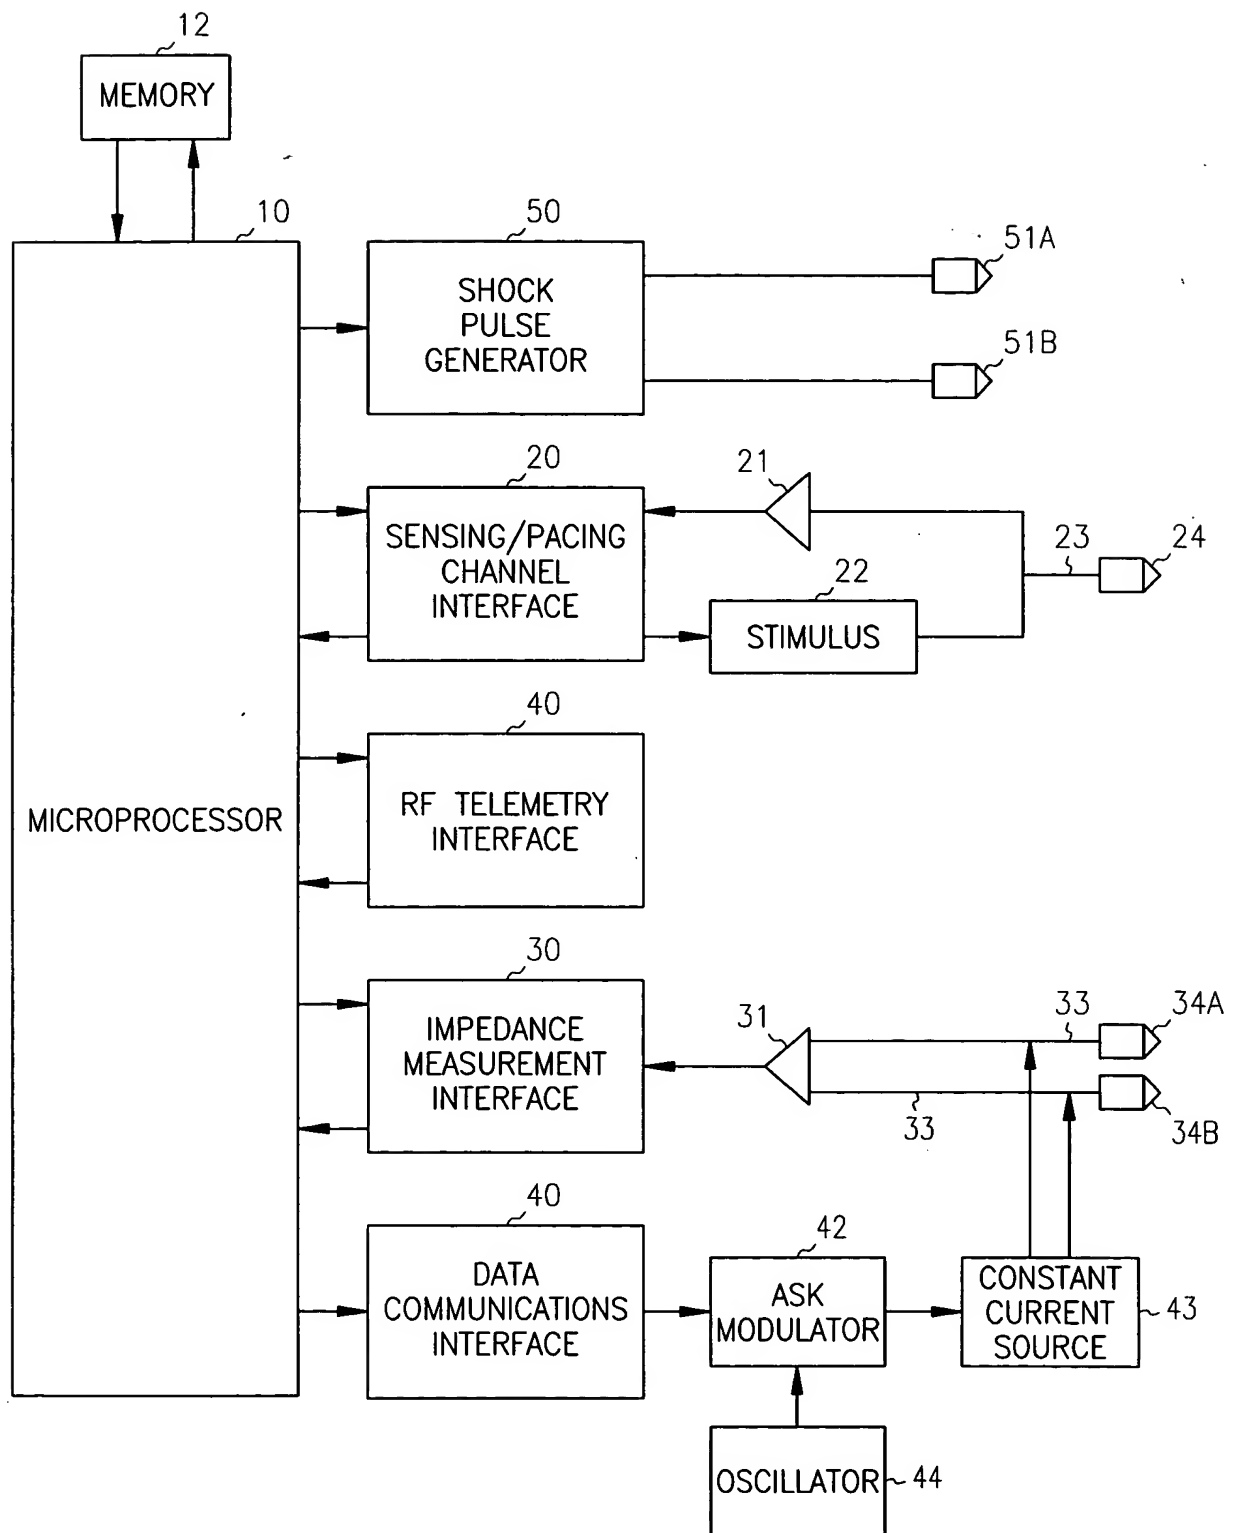 12
MEMORY
10
50
SHOCK
PULSE
GENERATOR
51A
51B
20
SENSING/PACING
CHANNEL
INTERFACE
21
22
STIMULUS
23
24
40
RF TELEMETRY
INTERFACE
MICROPROCESSOR
30
IMPEDANCE
MEASUREMENT
INTERFACE
31
33
34A
33
34B
40
DATA
COMMUNICATIONS
INTERFACE
42
ASK
MODULATOR
CONSTANT
CURRENT
SOURCE
43
OSCILLATOR
44